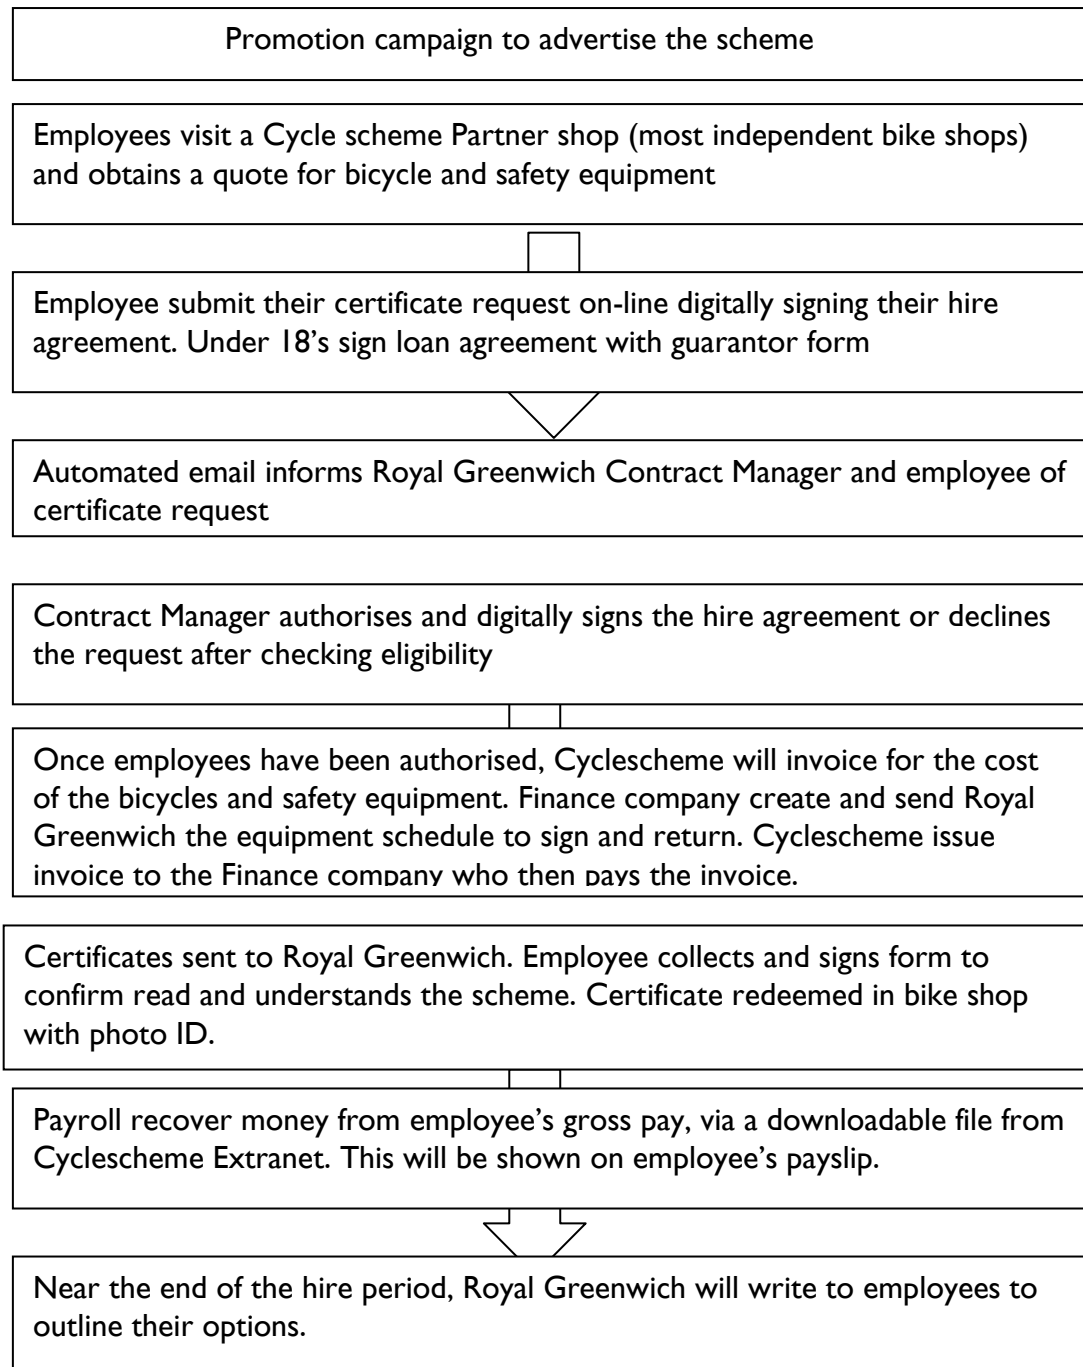 Promotion campaign to advertise the scheme
Employees visit a Cycle scheme Partner shop (most independent bike shops)
and obtains a quote for bicycle and safety equipment
Employee submit their certificate request on-line digitally signing their hire
agreement. Under 18’s sign loan agreement with guarantor form
Automated email informs Royal Greenwich Contract Manager and employee of
certificate request
Contract Manager authorises and digitally signs the hire agreement or declines
the request after checking eligibility
Once employees have been authorised, Cyclescheme will invoice for the cost
of the bicycles and safety equipment. Finance company create and send Royal
Greenwich the equipment schedule to sign and return. Cyclescheme issue
invoice to the Finance company who then pays the invoice.
Certificates sent to Royal Greenwich. Employee collects and signs form to
confirm read and understands the scheme. Certificate redeemed in bike shop
with photo ID.
Payroll recover money from employee’s gross pay, via a downloadable file from
Cyclescheme Extranet. This will be shown on employee’s payslip.
Near the end of the hire period, Royal Greenwich will write to employees to
outline their options.